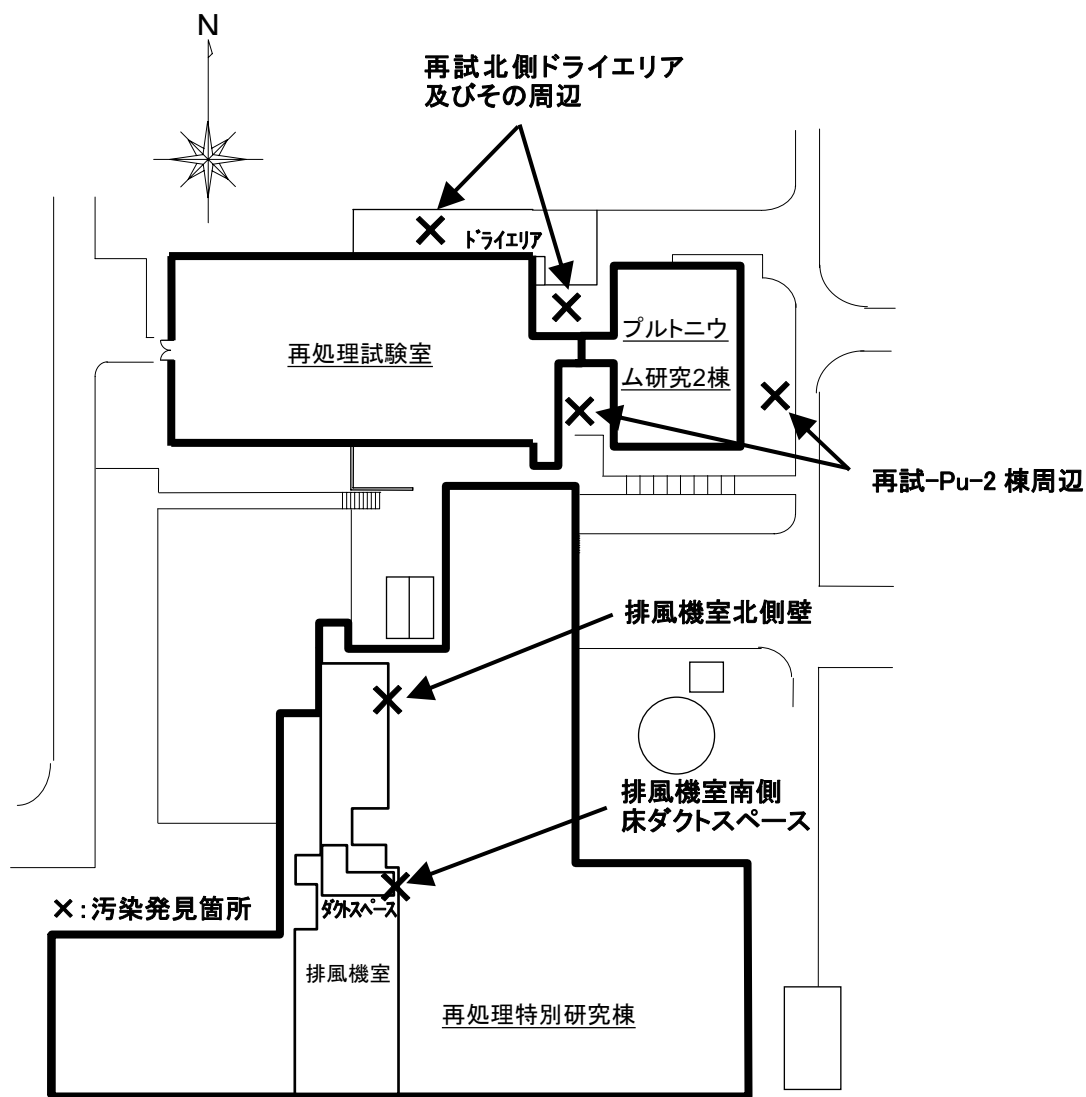 N
再試北側ドライエリア
及びその周辺
ドライエリア
プルトニウ
ム研究2棟
再処理試験室
再試-Pu-2 棟周辺
排風機室北側壁
排風機室南側
床ダクトスペース
×:汚染発見箇所
ダクトスペース
排風機室
再処理特別研究棟